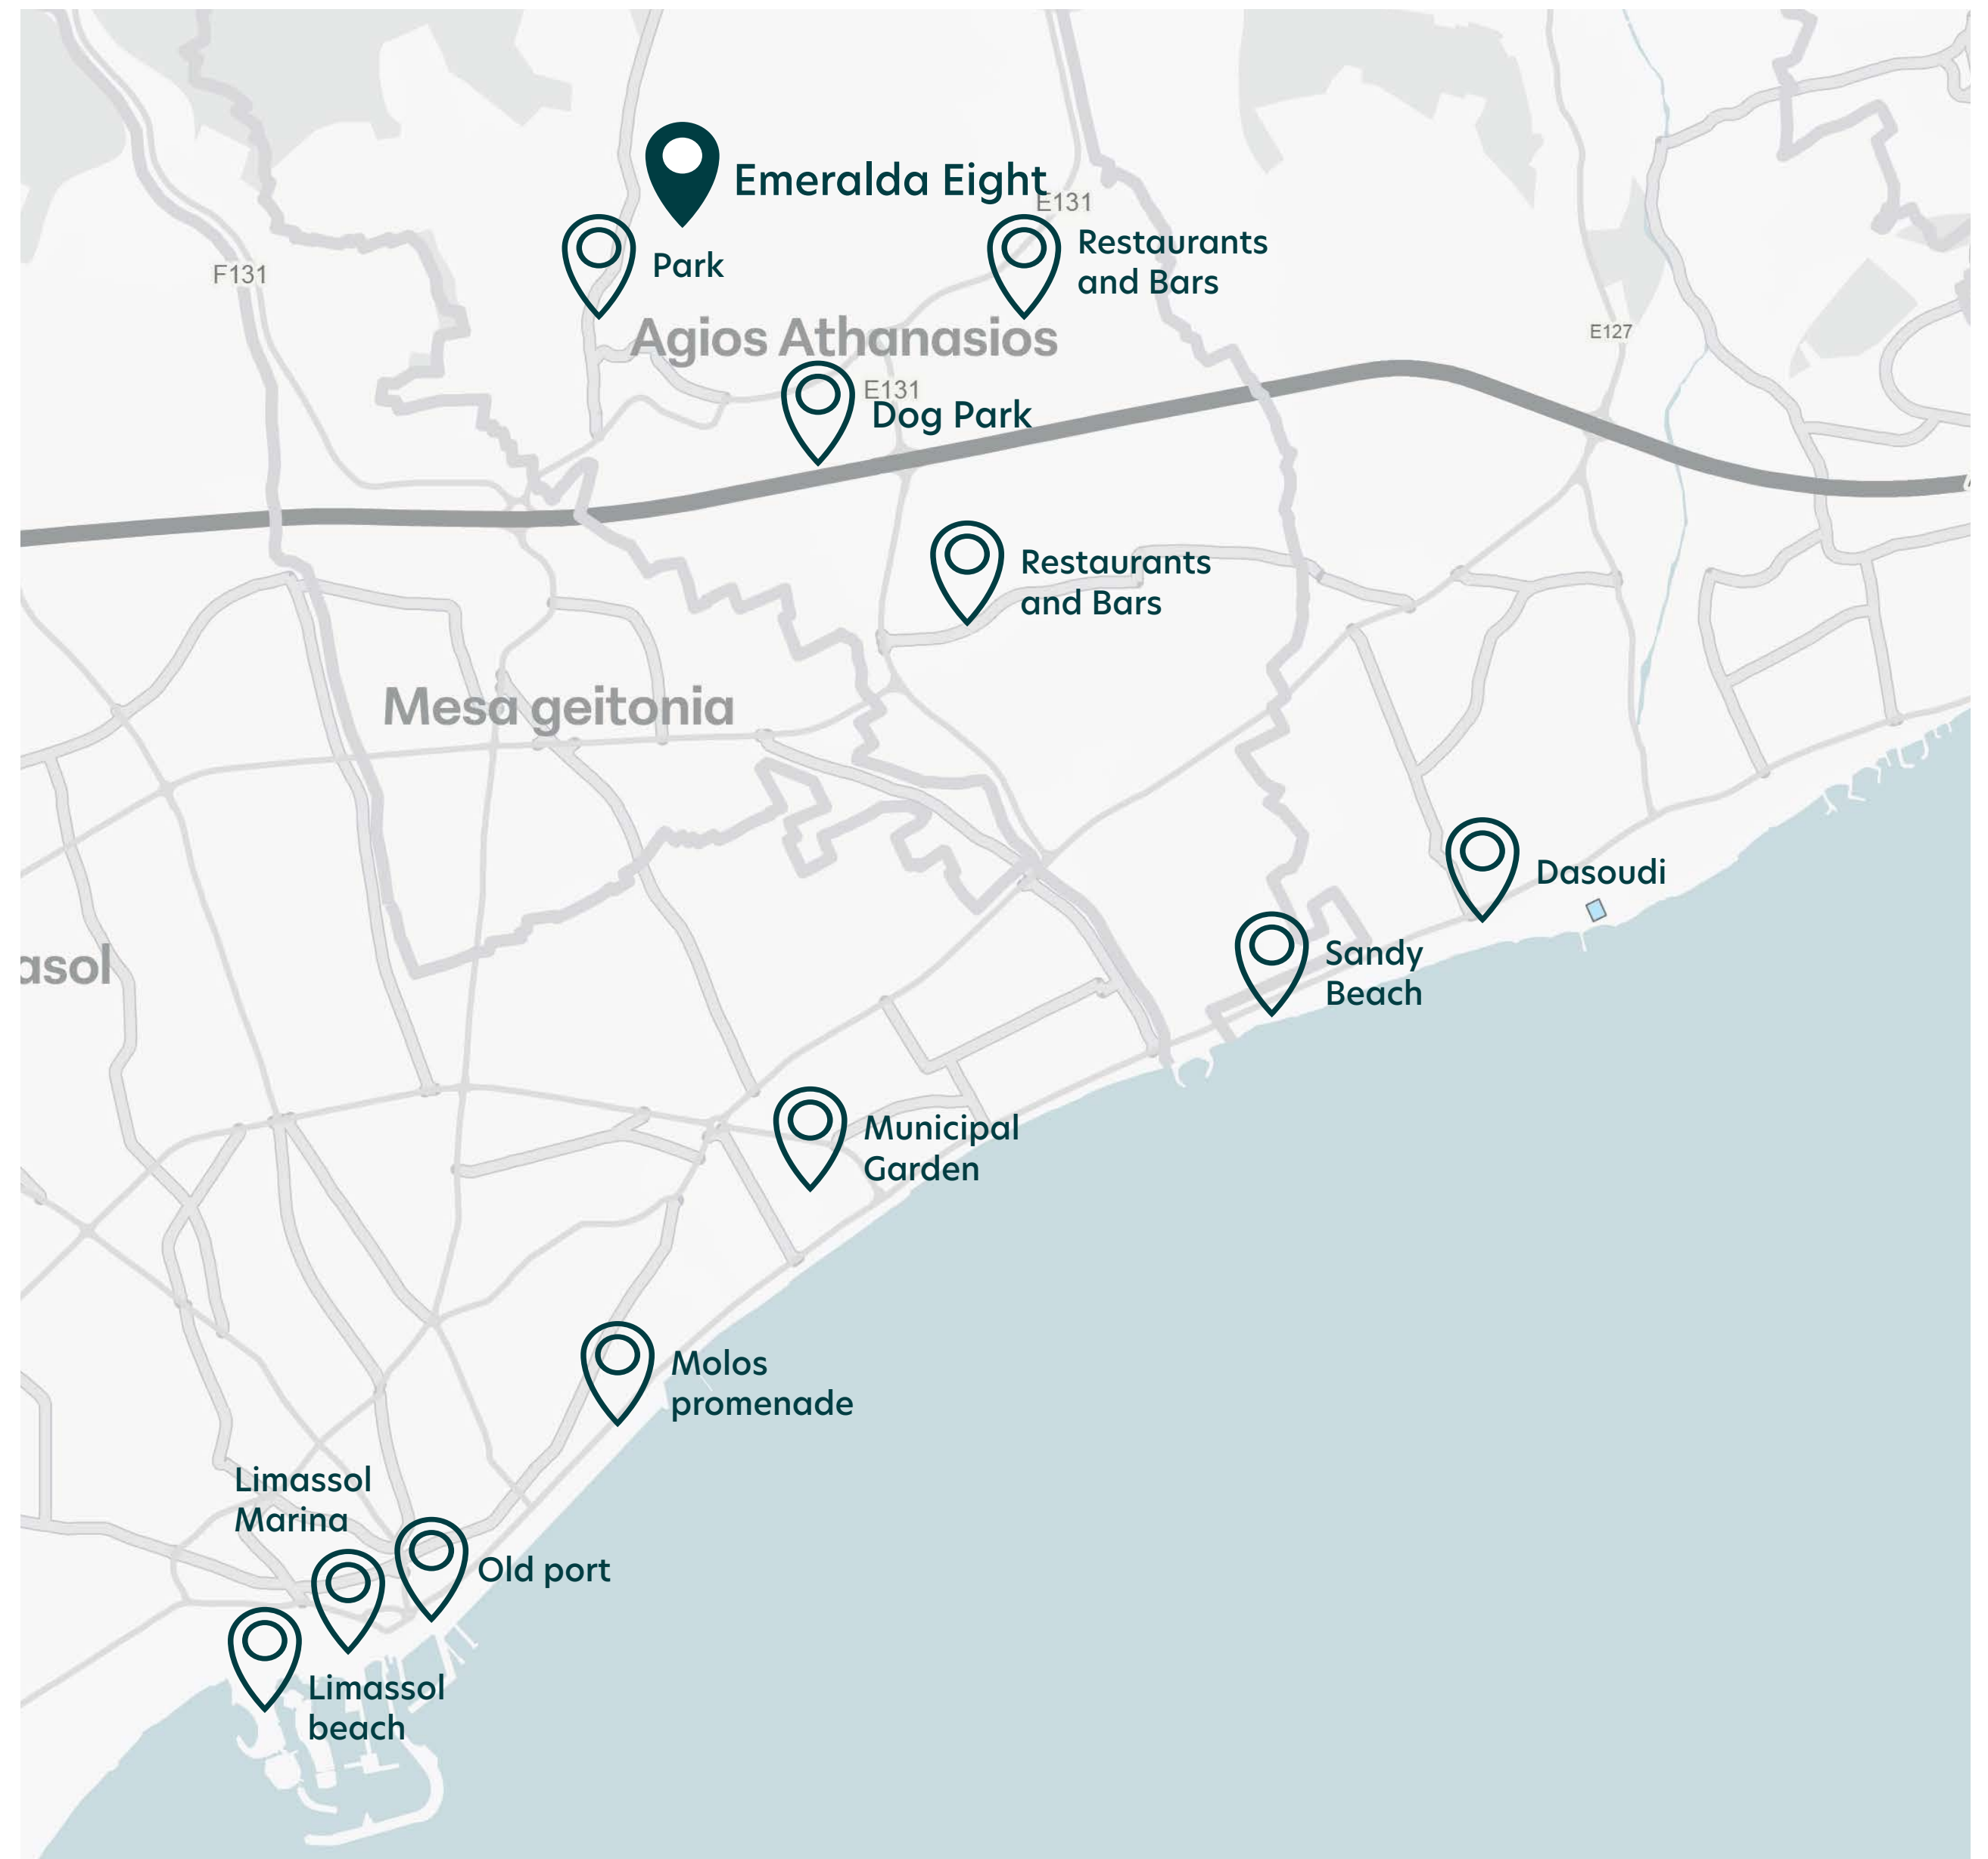 Emeralda Eight
E131
Restaurants
and Bars
Park
F131
Agios Athanasios
E127
E131
Dog Park
Restaurants
and Bars
Mesa geitonia
Dasoudi
Sandy
Beach
asol
Municipal
Garden
Molos
promenade
Limassol
Marina
Old port
Limassol
beach